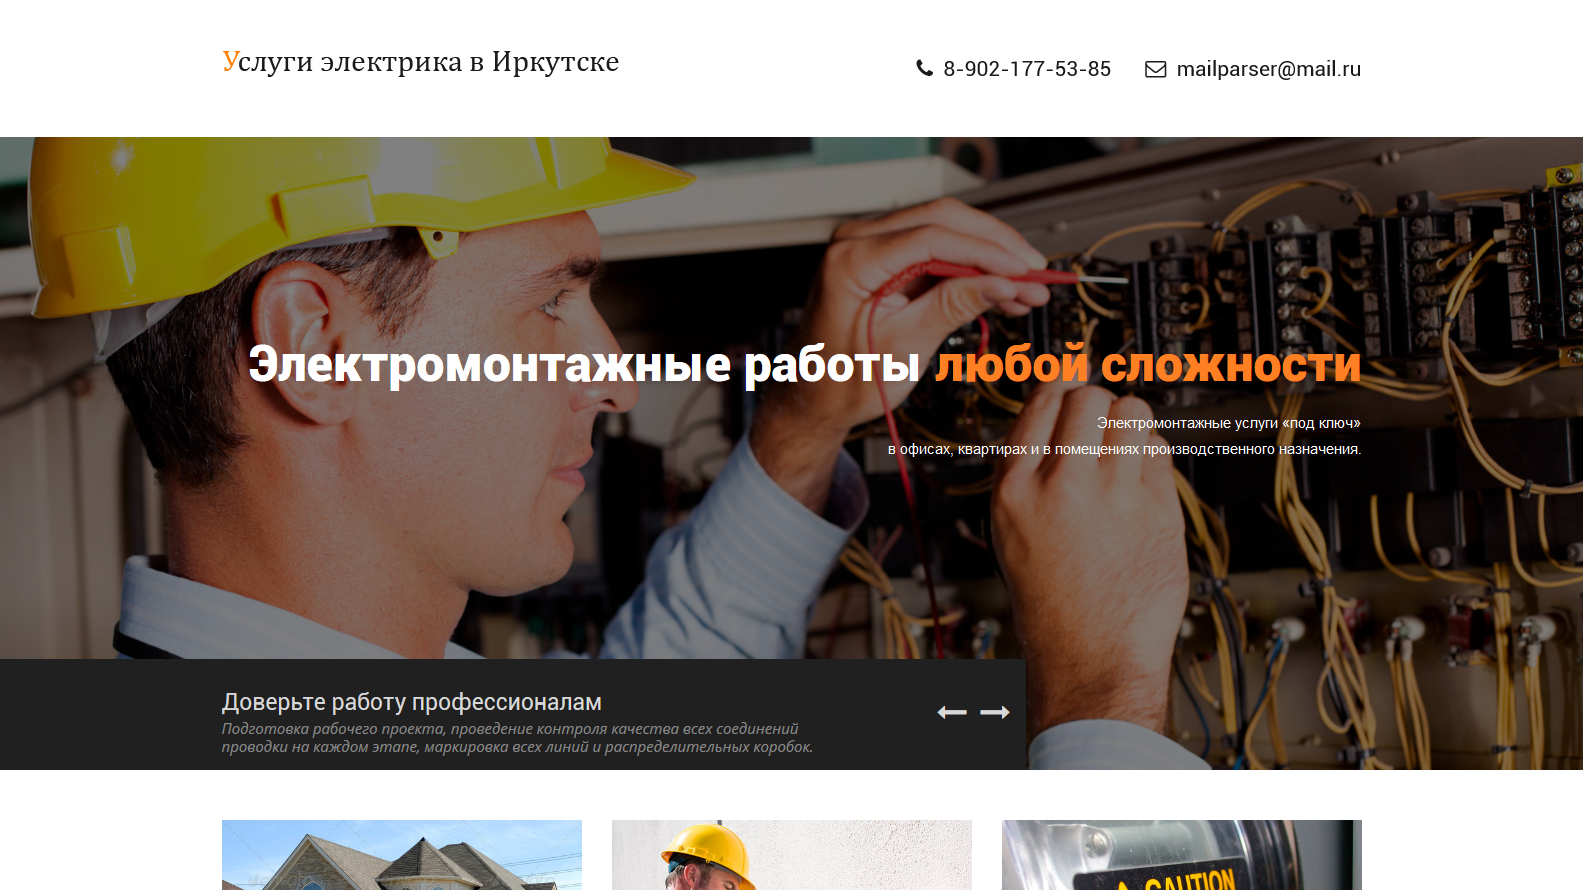 Услуги электрика в Иркутске
8-902-177-53-85 mailparser@mail.ru
Электромонтажные работы любой сложности
Электромонтажные услуги «под ключ»
в офисах, квартирах и в помещениях производственного назначения.
Доверьте работу профессионалам
Подготовка рабочего проекта, проведение контроля качества всех соединений
проводки на каждом этапе, маркировка всех линий и распределительных коробок.
CAUTION